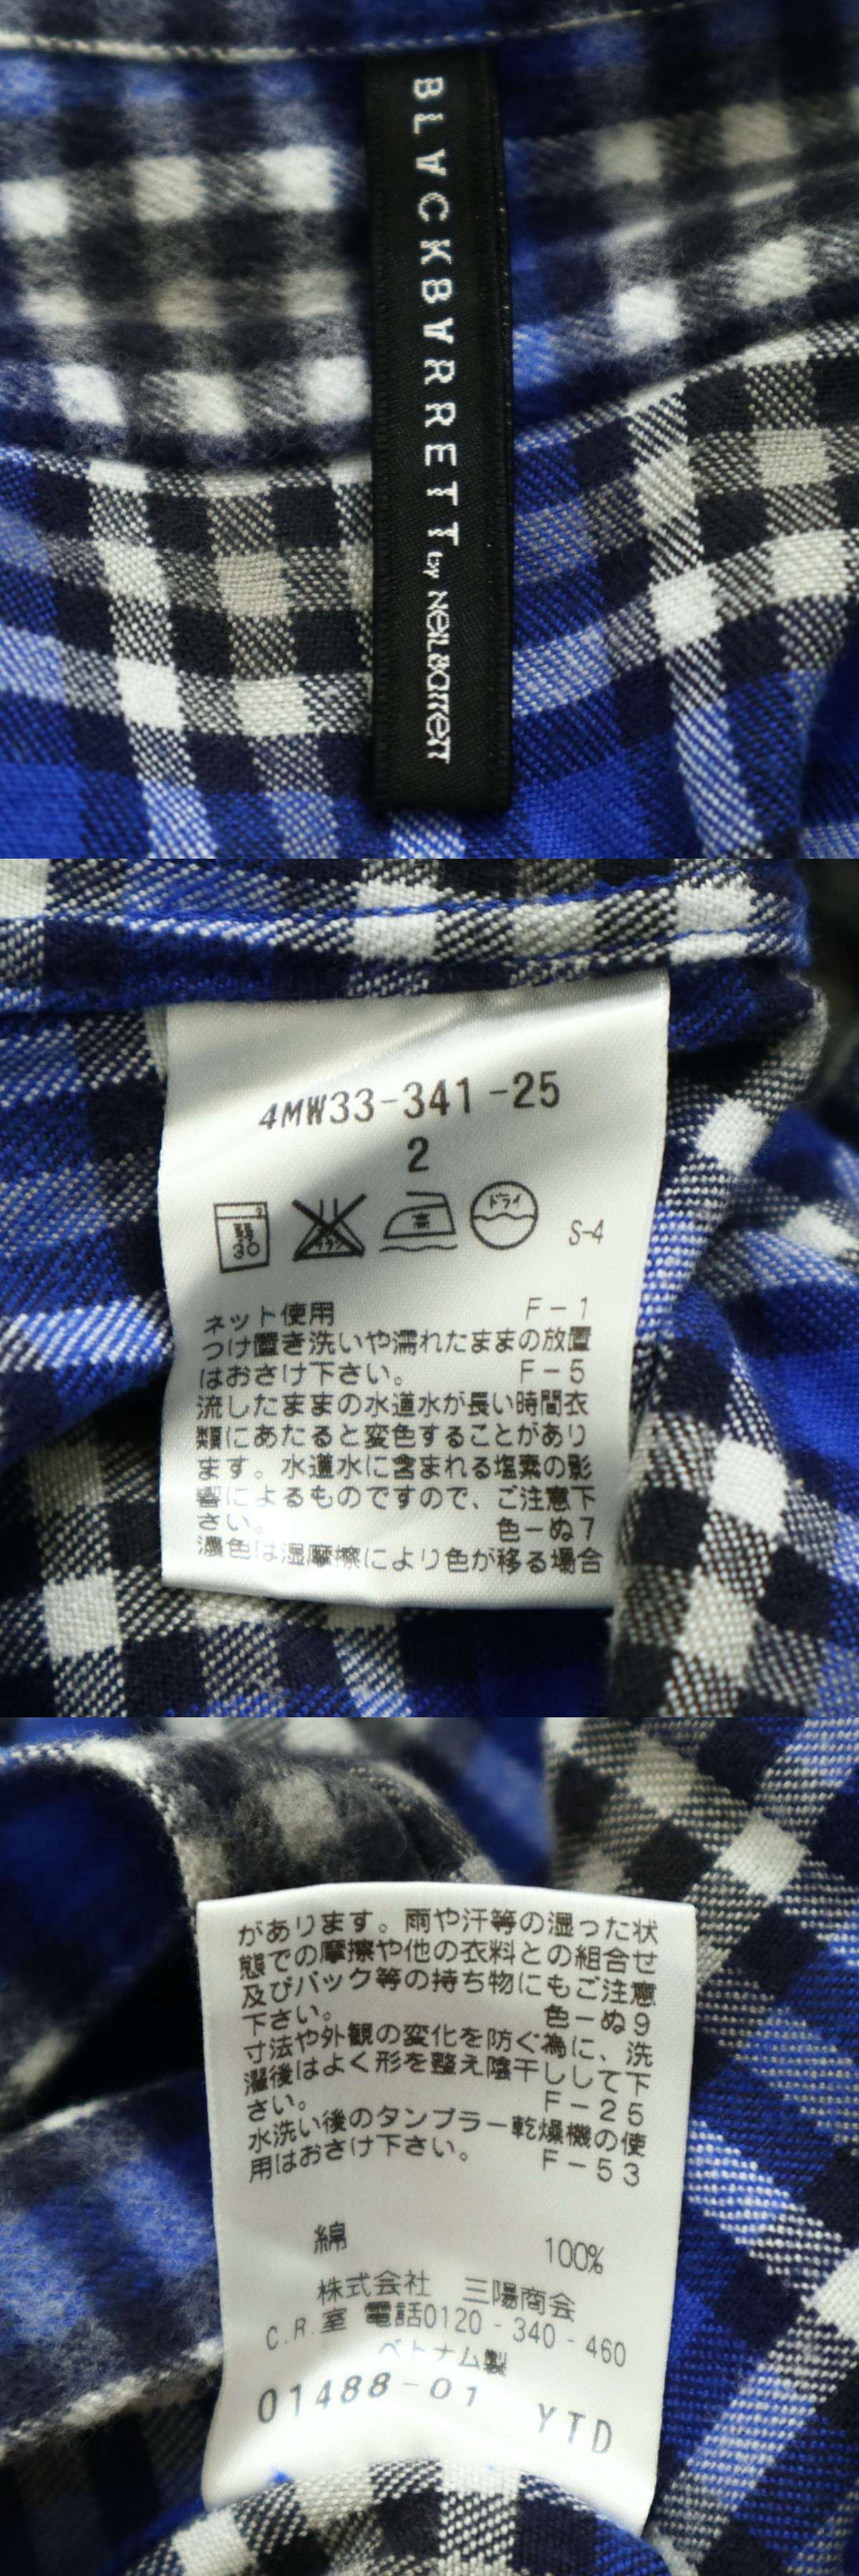 BLACKBARRETT by NEILBARRETT
4MW33-341-25
2
弱
30
高
ドライ
S-4
ネット使用 F-1
つけ置き洗いや濡れたままの放置
はおさけ下さい。 F-5
流したままの水道水が長い時間衣
類にあたると変色することがあり
ます。水道水に含まれる塩素の影
響によるものですので、ご注意下
さい。 色-ぬ7
濃色は湿摩擦により色が移る場合
があります。雨や汗等の湿った状
態での摩擦や他の衣料との組合せ
及びバック等の持ち物にもご注意
下さい。 色-ぬ9
寸法や外観の変化を防ぐ為に、洗
濯後はよく形を整え陰干しして下
さい。 F-25
水洗い後のタンブラー乾燥機の使
用はおさけ下さい。 F-53
綿 100%
株式会社 三陽商会
C.R.室 電話0120-340-460
ベトナム製
01488-01 YTD